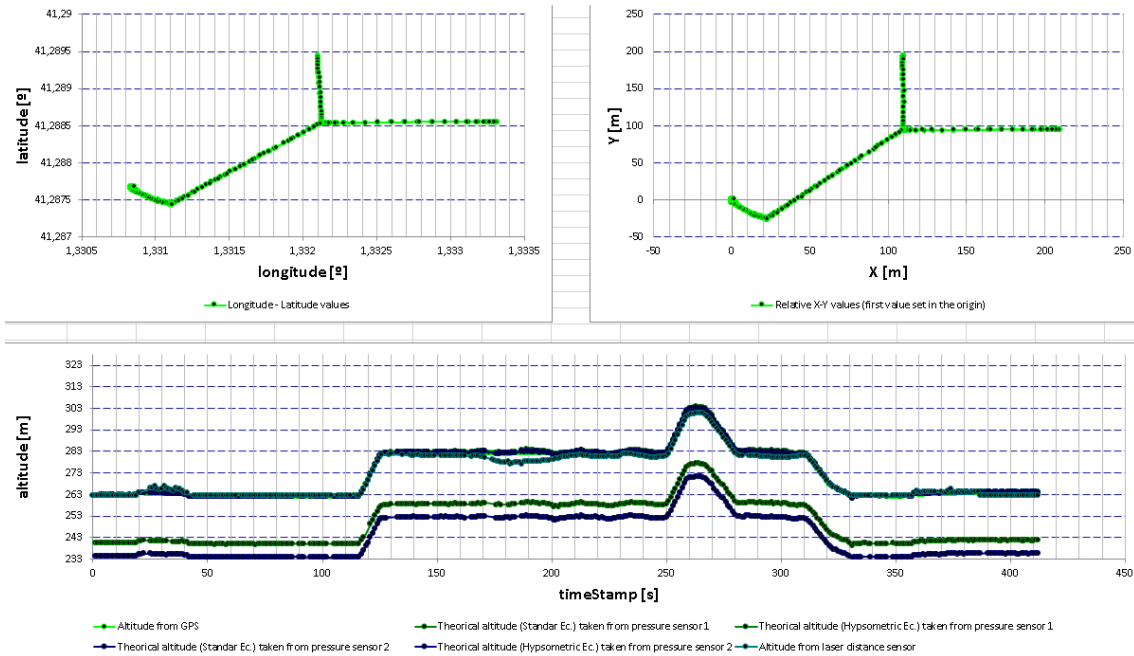 41,29
41,2895
41,289
41,2885
41,288
41,2875
41,287
latitude [º]
1,3305 1,331 1,3315 1,332 1,3325 1,333 1,3335
longitude [º]
Longitude - Latitude values
250
200
150
100
50
0
-50
Y [m]
-50 0 50 100 150 200 250
X [m]
Relative X-Y values (first value set in the origin)
323
313
303
293
283
273
263
253
243
233
altitude [m]
0 50 100 150 200 250 300 350 400 450
timeStamp [s]
Altitude from GPS
Theorical altitude (Standar Ec.) taken from pressure sensor 1
Theorical altitude (Hypsometric Ec.) taken from pressure sensor 1
Theorical altitude (Standar Ec.) taken from pressure sensor 2
Theorical altitude (Hypsometric Ec.) taken from pressure sensor 2
Altitude from laser distance sensor